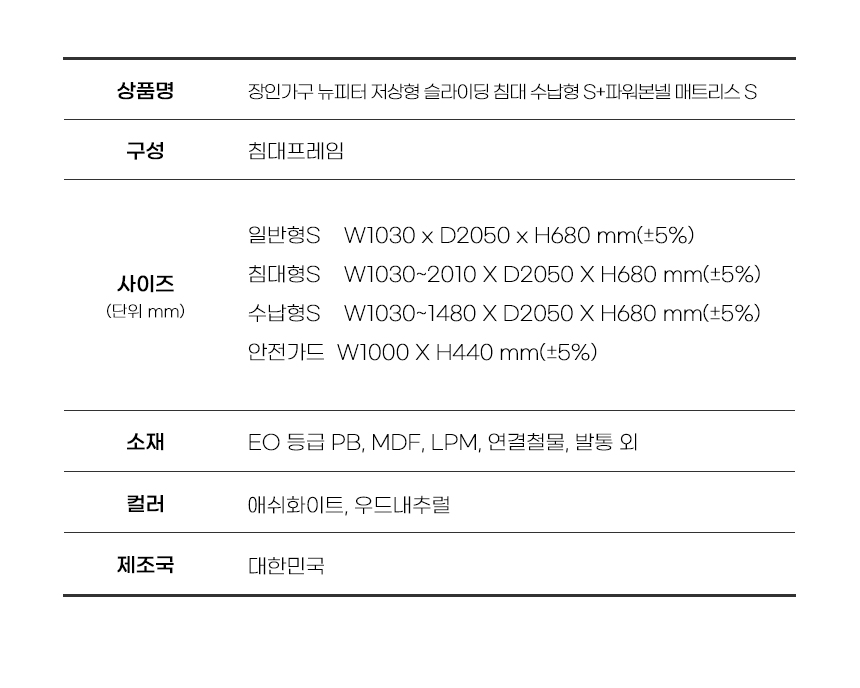 상품명 장인가구 뉴피터 저상형 슬라이딩 침대 수납형 S+파워본넬 매트리스 S
구성 침대프레임
사이즈
(단위 mm)
일반형S W1030 x D2050 x H680 mm(±5%)
침대형S W1030~2010 X D2050 X H680 mm(±5%)
수납형S W1030~1480 X D2050 X H680 mm(±5%)
안전가드 W1000 X H440 mm(±5%)
소재 EO 등급 PB, MDF, LPM, 연결철물, 발통 외
컬러 애쉬화이트, 우드내추럴
제조국 대한민국